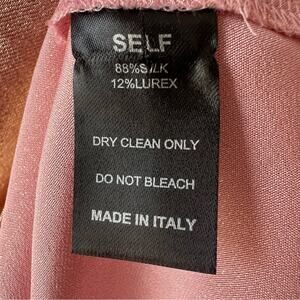 SELF
88%SILK
12%LUREX
DRY CLEAN ONLY
DO NOT BLEACH
MADE IN ITALY